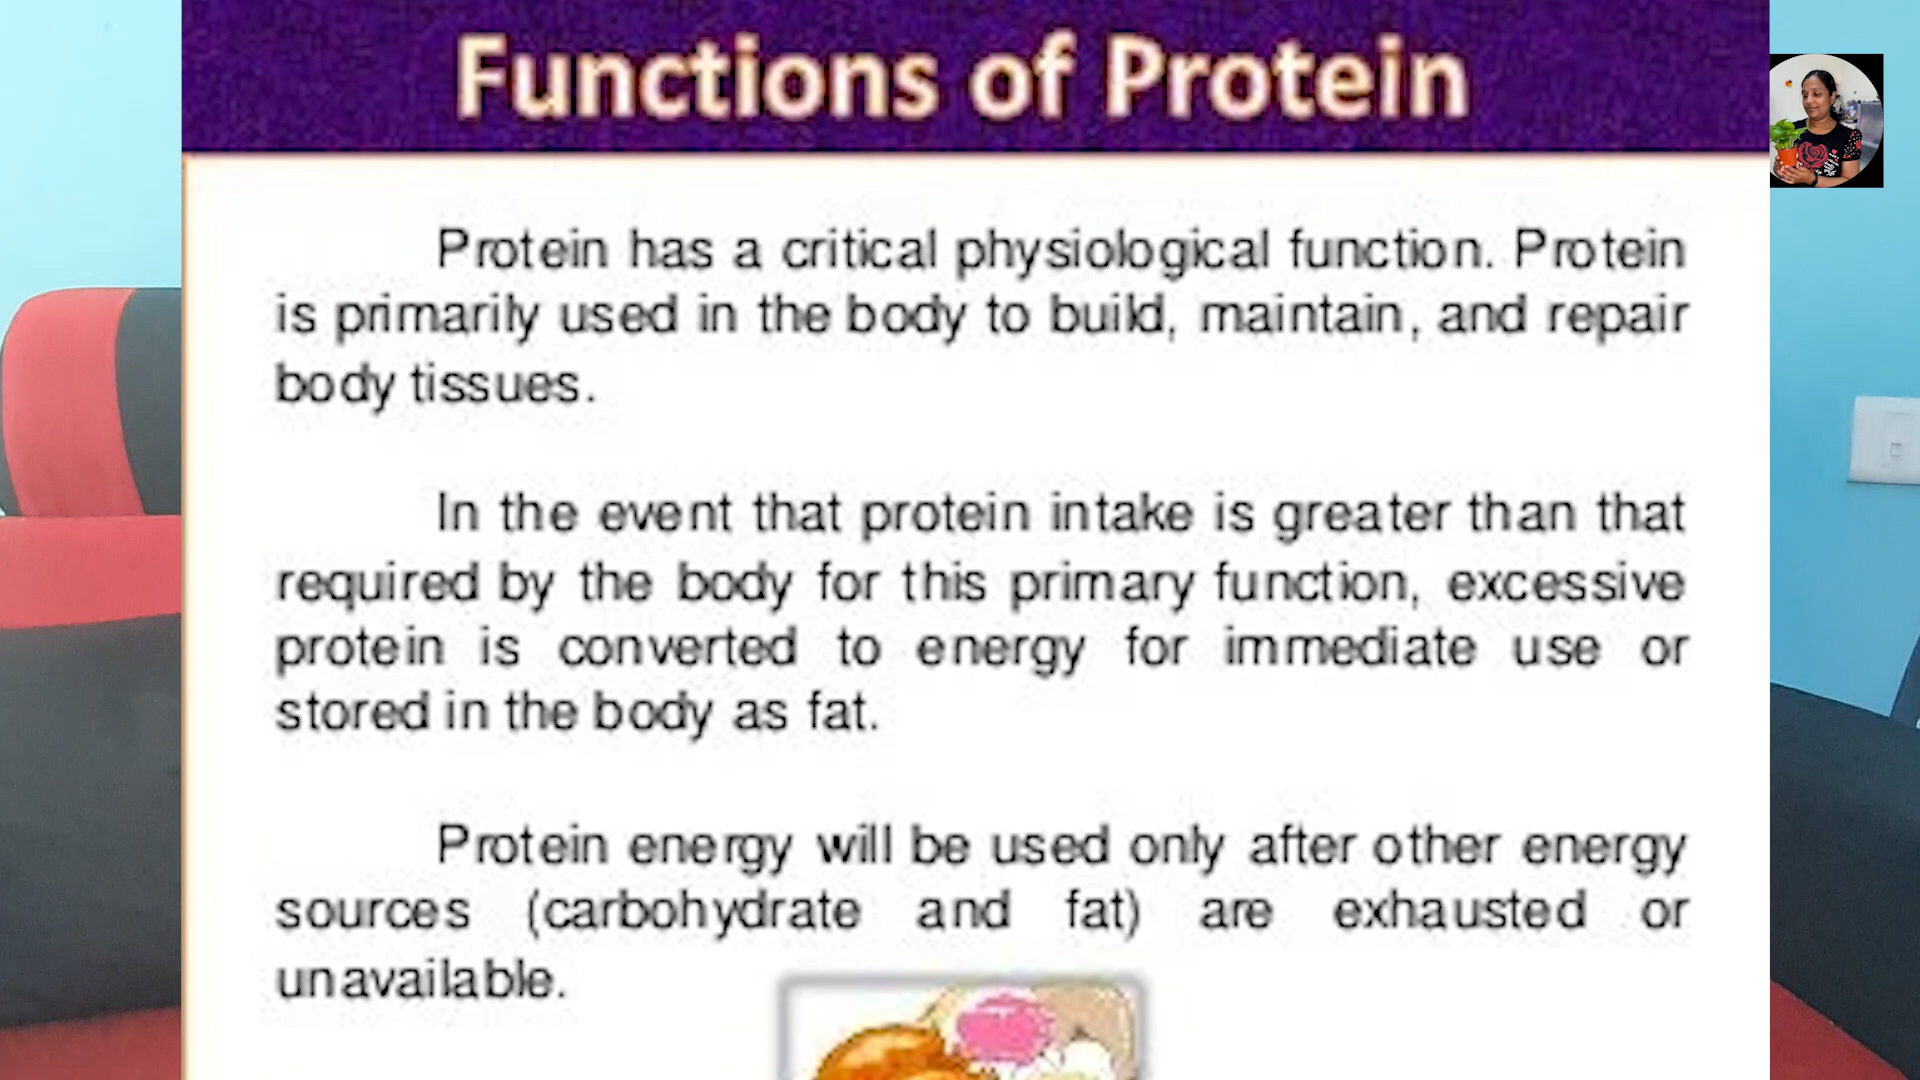 Functions of Protein
Protein has a critical physiological function. Protein
is primarily used in the body to build, maintain, and repair
body tissues.
In the event that protein intake is greater than that
required by the body for this primary function, excessive
protein is converted to energy for immediate use or
stored in the body as fat.
Protein energy will be used only after other energy
sources (carbohydrate and fat) are exhausted or
unavailable.